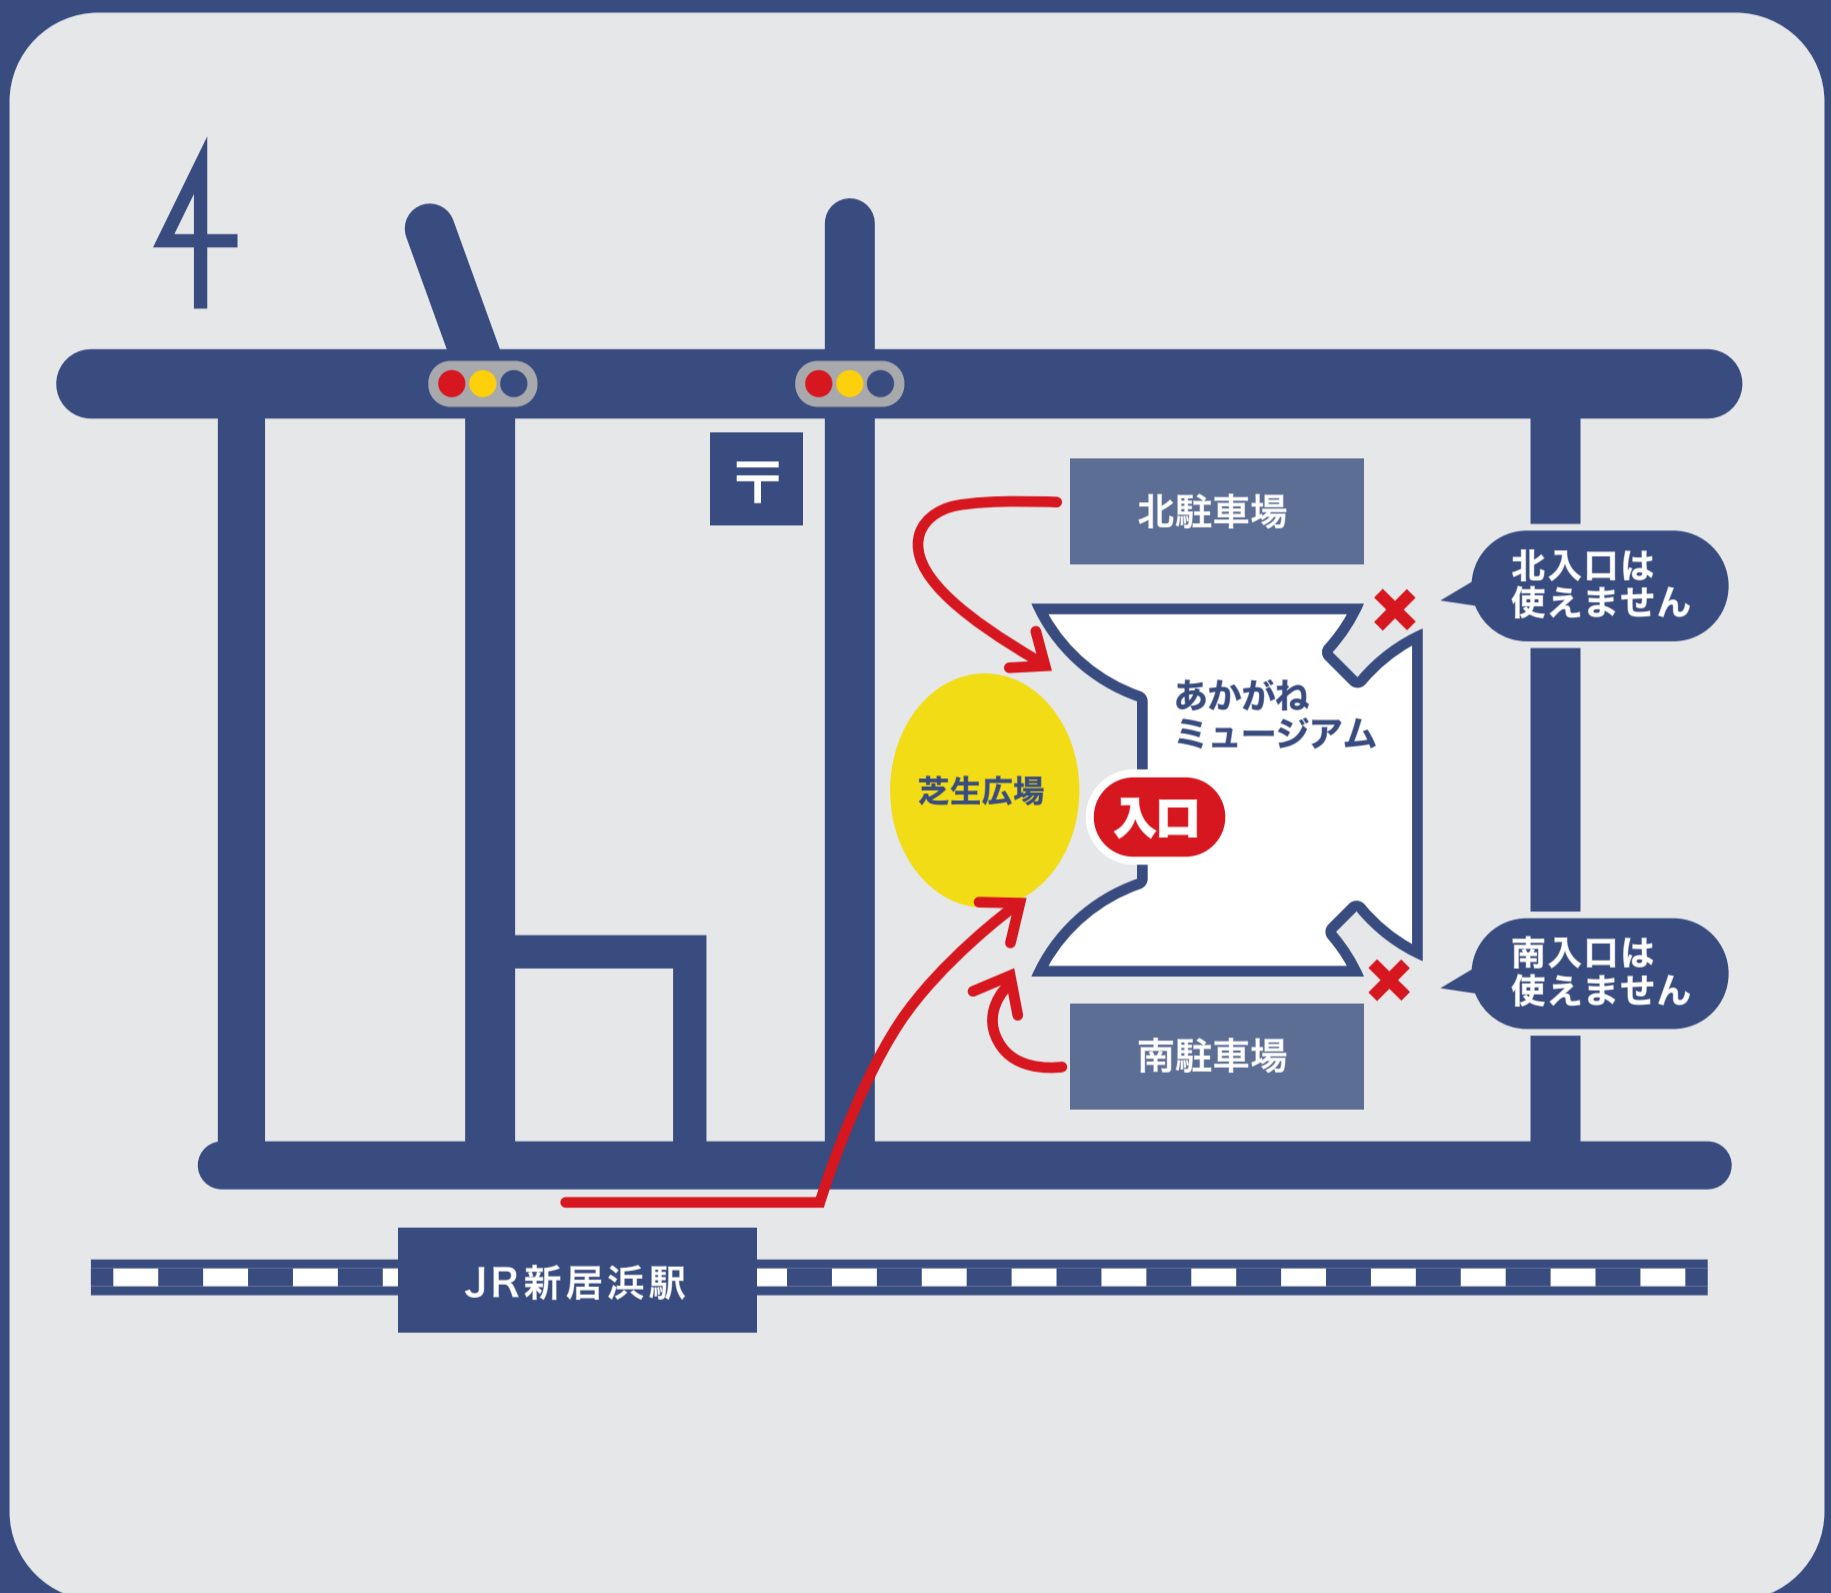 〒
北駐車場
北入口は
使えません
あかがね
ミュージアム
芝生広場
入口
南入口は
使えません
南駐車場
JR新居浜駅